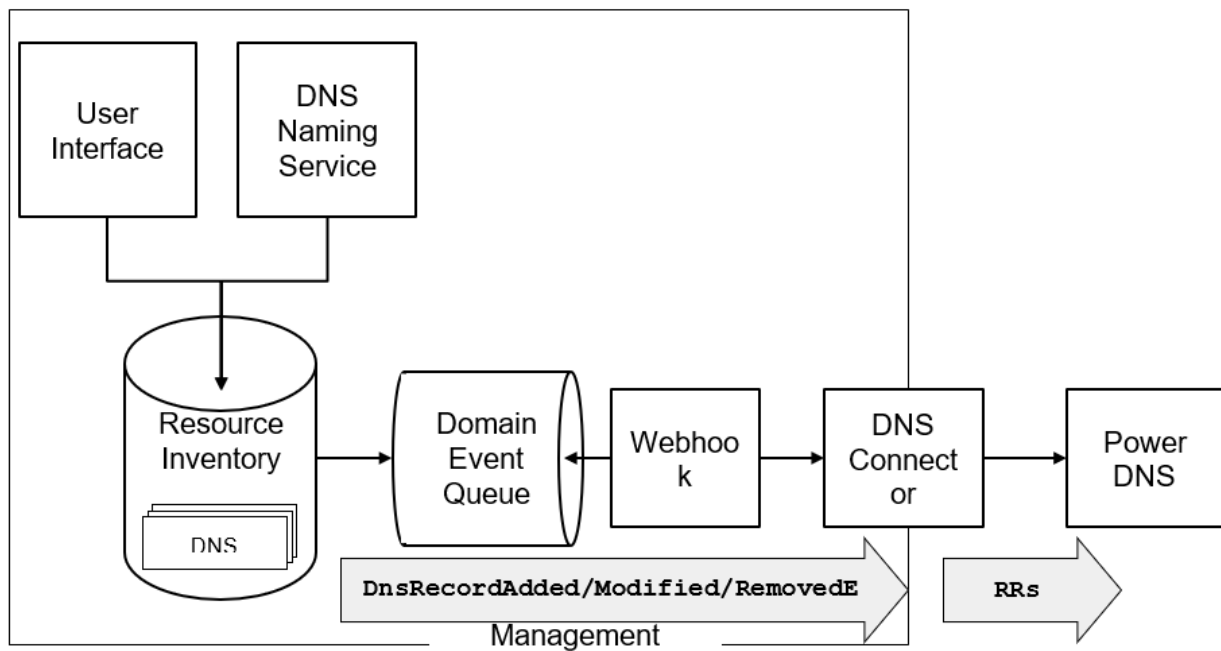 User
Interface
DNS
Naming
Service
Resource
Inventory
DNS
Domain
Event
Queue
Webhoo
k
DNS
Connect
or
Power
DNS
DnsRecordAdded/Modified/RemovedE
RRs
Management